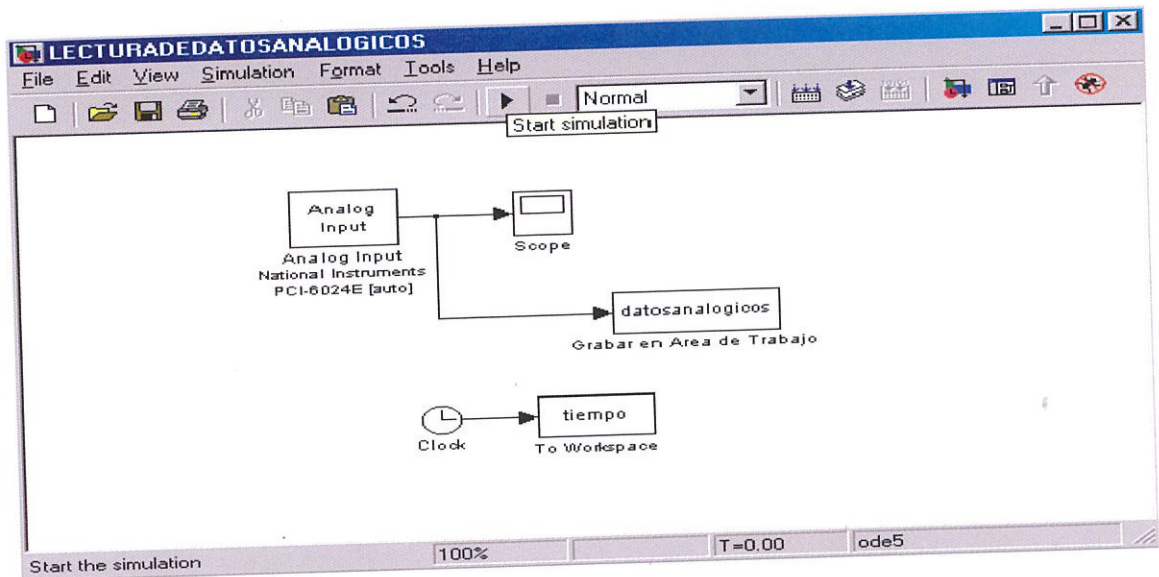 LECTURADEDATOSANALOGICOS
File Edit View Simulation Format Tools Help
Normal
Start simulation
Analog
Input
Analog Input
National Instruments
PCI-6024E [auto]
Scope
datosanalogicos
Grabar en Area de Trabajo
Clock
tiempo
To Workspace
Start the simulation 100% T=0.00 ode5